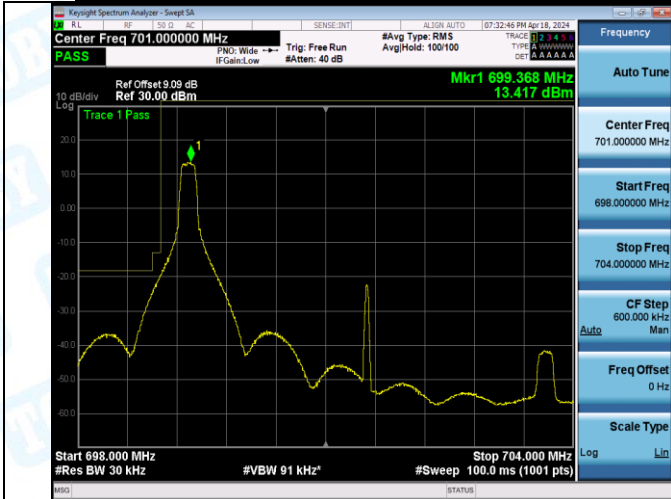 Keysight Spectrum Analyzer - Swept SA
RL RF 50 Ω AC SENSE:INT ALIGN AUTO 07:32:46 PM Apr 18, 2024
Center Freq 701.000000 MHz
PASS
PNO: Wide
IFGain:Low
Trig: Free Run
#Atten: 40 dB
#Avg Type: RMS
Avg|Hold: 100/100
TRACE 1 2 3 4 5 6
TYPE A WWWWW
DET A A A A A A
Frequency
Auto Tune
Mkr1 699.368 MHz
13.417 dBm
Ref Offset 9.09 dB
10 dB/div Ref 30.00 dBm
Log
Trace 1 Pass
1
20.0
10.0
0.00
-10.0
-20.0
-30.0
-40.0
-50.0
-60.0
Center Freq
701.000000 MHz
Start Freq
698.000000 MHz
Stop Freq
704.000000 MHz
CF Step
600.000 kHz
Auto Man
Freq Offset
0 Hz
Scale Type
Log Lin
Start 698.000 MHz Stop 704.000 MHz
#Res BW 30 kHz #VBW 91 kHz* #Sweep 100.0 ms (1001 pts)
MSG STATUS